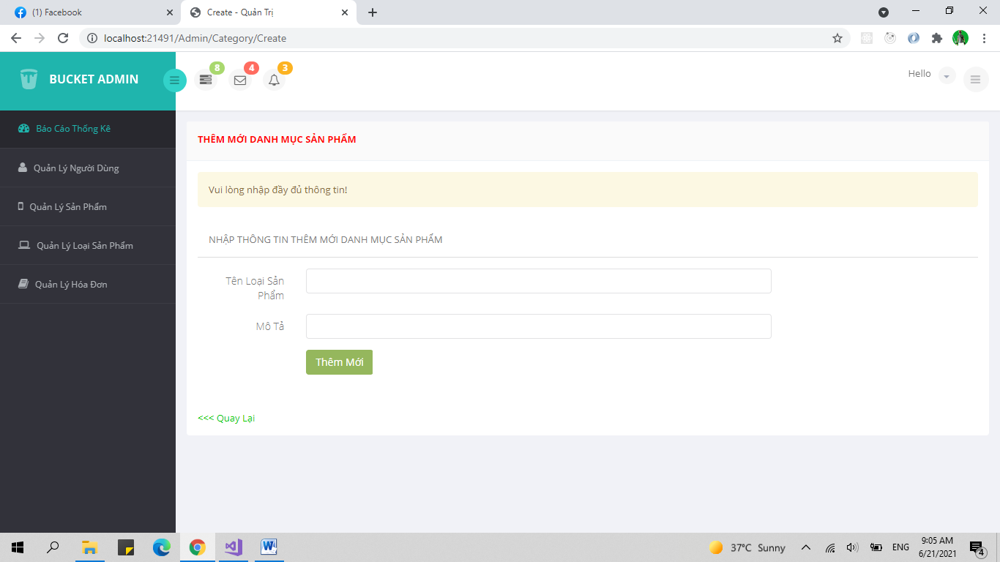 (1) Facebook
Create - Quản Trị
localhost:21491/Admin/Category/Create
BUCKET ADMIN
8
4
3
Hello
Báo Cáo Thống Kê
Quản Lý Người Dùng
Quản Lý Sản Phẩm
Quản Lý Loại Sản Phẩm
Quản Lý Hóa Đơn
THÊM MỚI DANH MỤC SẢN PHẨM
Vui lòng nhập đầy đủ thông tin!
NHẬP THÔNG TIN THÊM MỚI DANH MỤC SẢN PHẨM
Tên Loại Sản
Phẩm
Mô Tả
Thêm Mới
<<< Quay Lại
37°C Sunny
ENG
9:05 AM
6/21/2021
4